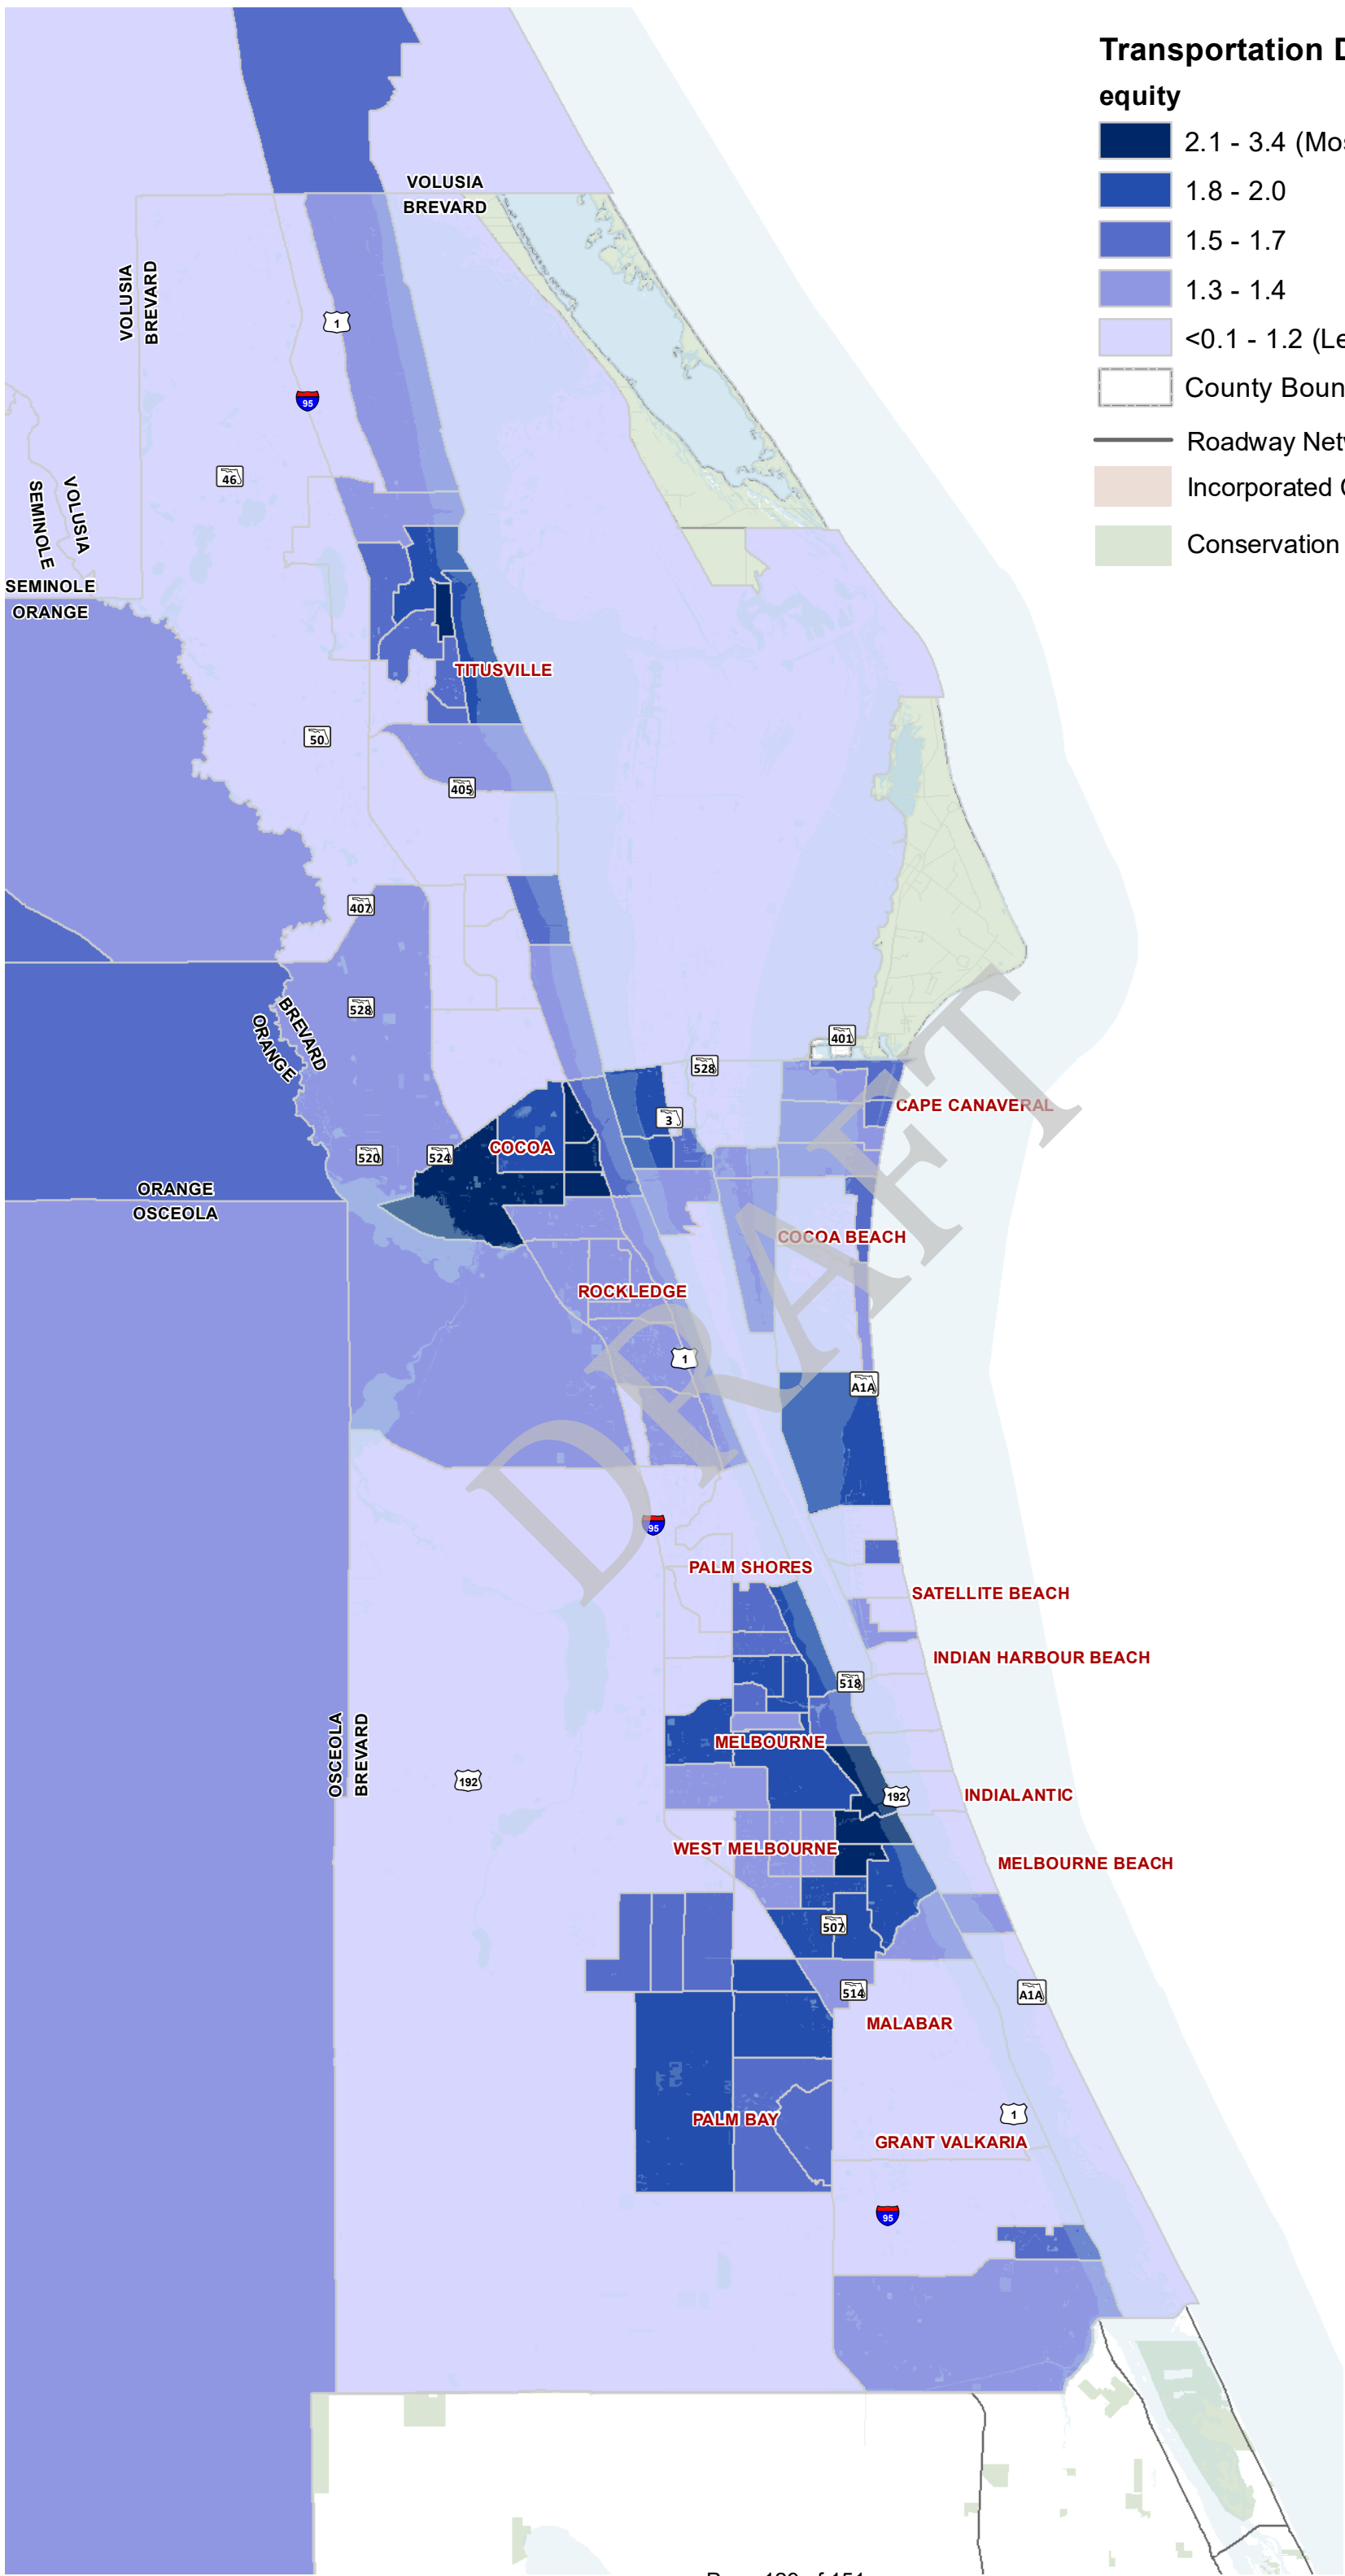 Transportation
equity
2.1 - 3.4
1.8 - 2.0
1.5 - 1.7
1.3 - 1.4
<0.1 - 1.2
County
Roadway
Incorporated
Conservation
VOLUSIA
BREVARD
VOLUSIA
BREVARD
1
95
46
VOLUSIA
SEMINOLE
SEMINOLE
ORANGE
TITUSVILLE
50
405
407
528
BREVARD
ORANGE
401
528
3
CAPE CANAVERAL
COCOA
520
524
ORANGE
OSCEOLA
COCOA BEACH
ROCKLEDGE
1
A1A
DRAFT
95
PALM SHORES
SATELLITE BEACH
INDIAN HARBOUR BEACH
518
OSCEOLA
BREVARD
MELBOURNE
192
192
INDIALANTIC
WEST MELBOURNE
MELBOURNE BEACH
507
514
A1A
MALABAR
PALM BAY
1
GRANT VALKARIA
95